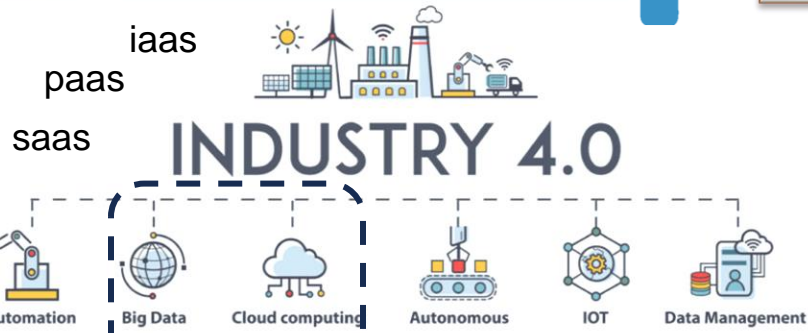 iaas
paas
saas
INDUSTRY 4.0
utomation Big Data Cloud computing Autonomous IOT Data Management